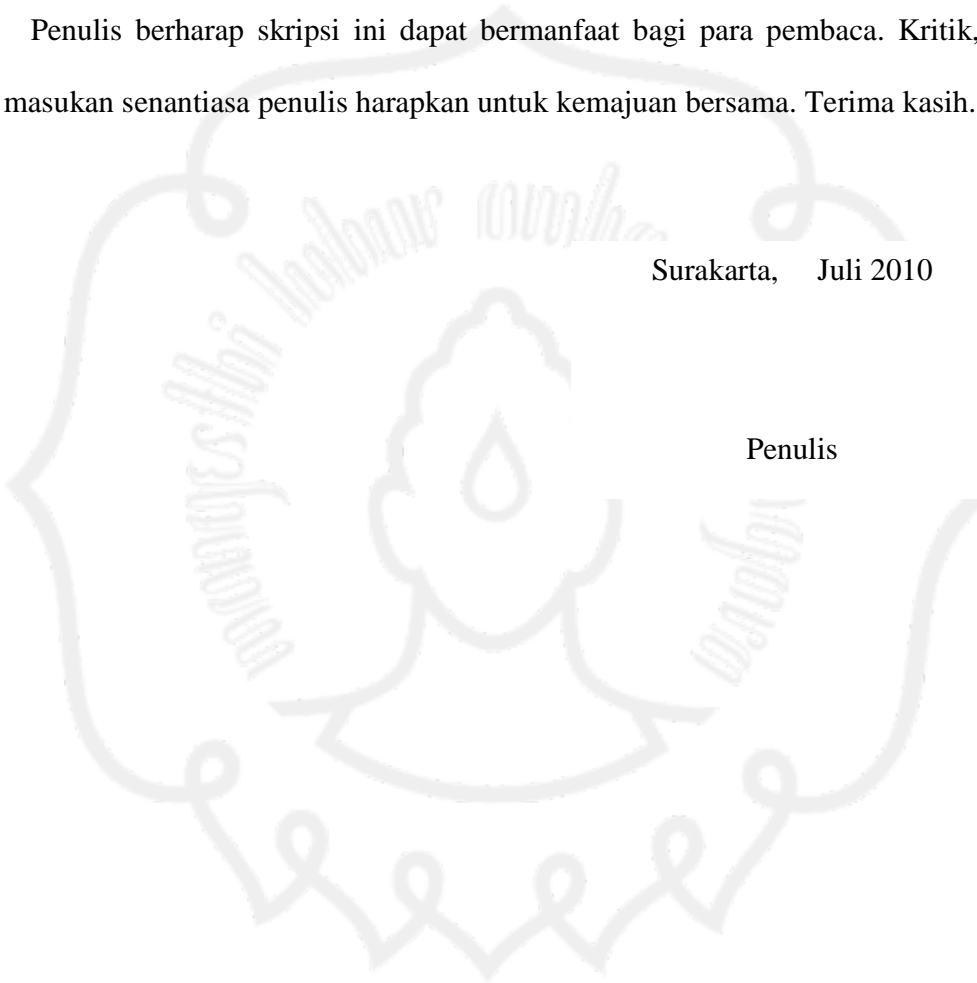 Penulis berharap skripsi ini dapat bermanfaat bagi para pembaca. Kritik,
masukan senantiasa penulis harapkan untuk kemajuan bersama. Terima kasih.
Surakarta, Juli 2010
Penulis